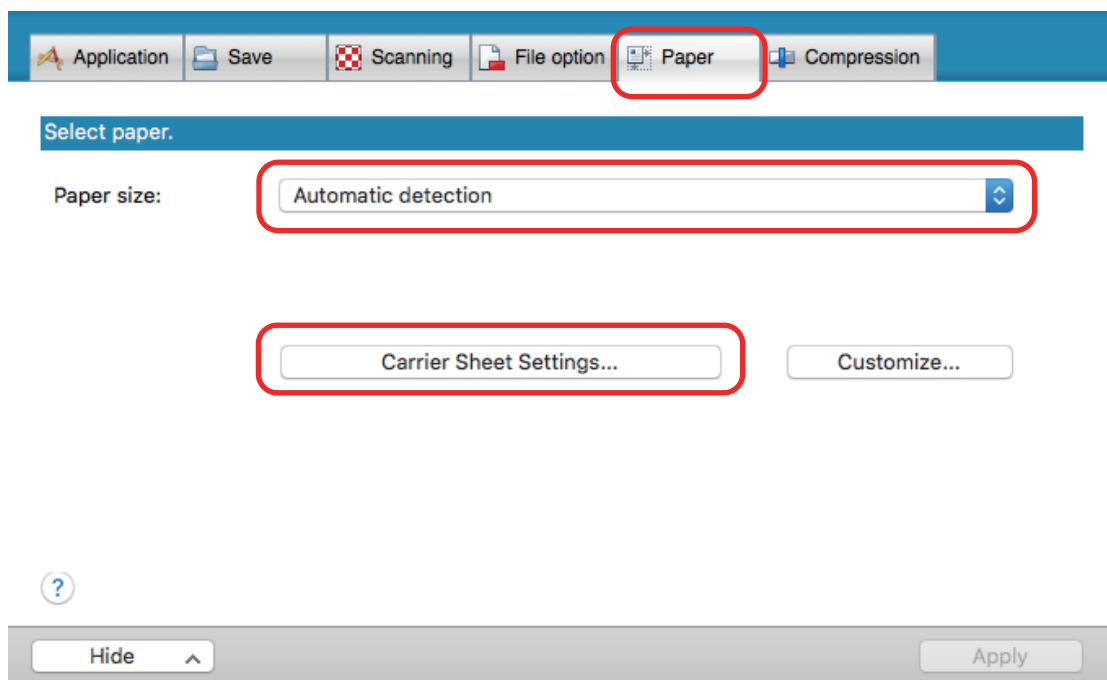 Application Save Scanning File option Paper Compression
Select paper.
Paper size: Automatic detection
Carrier Sheet Settings... Customize...
?
Hide Apply